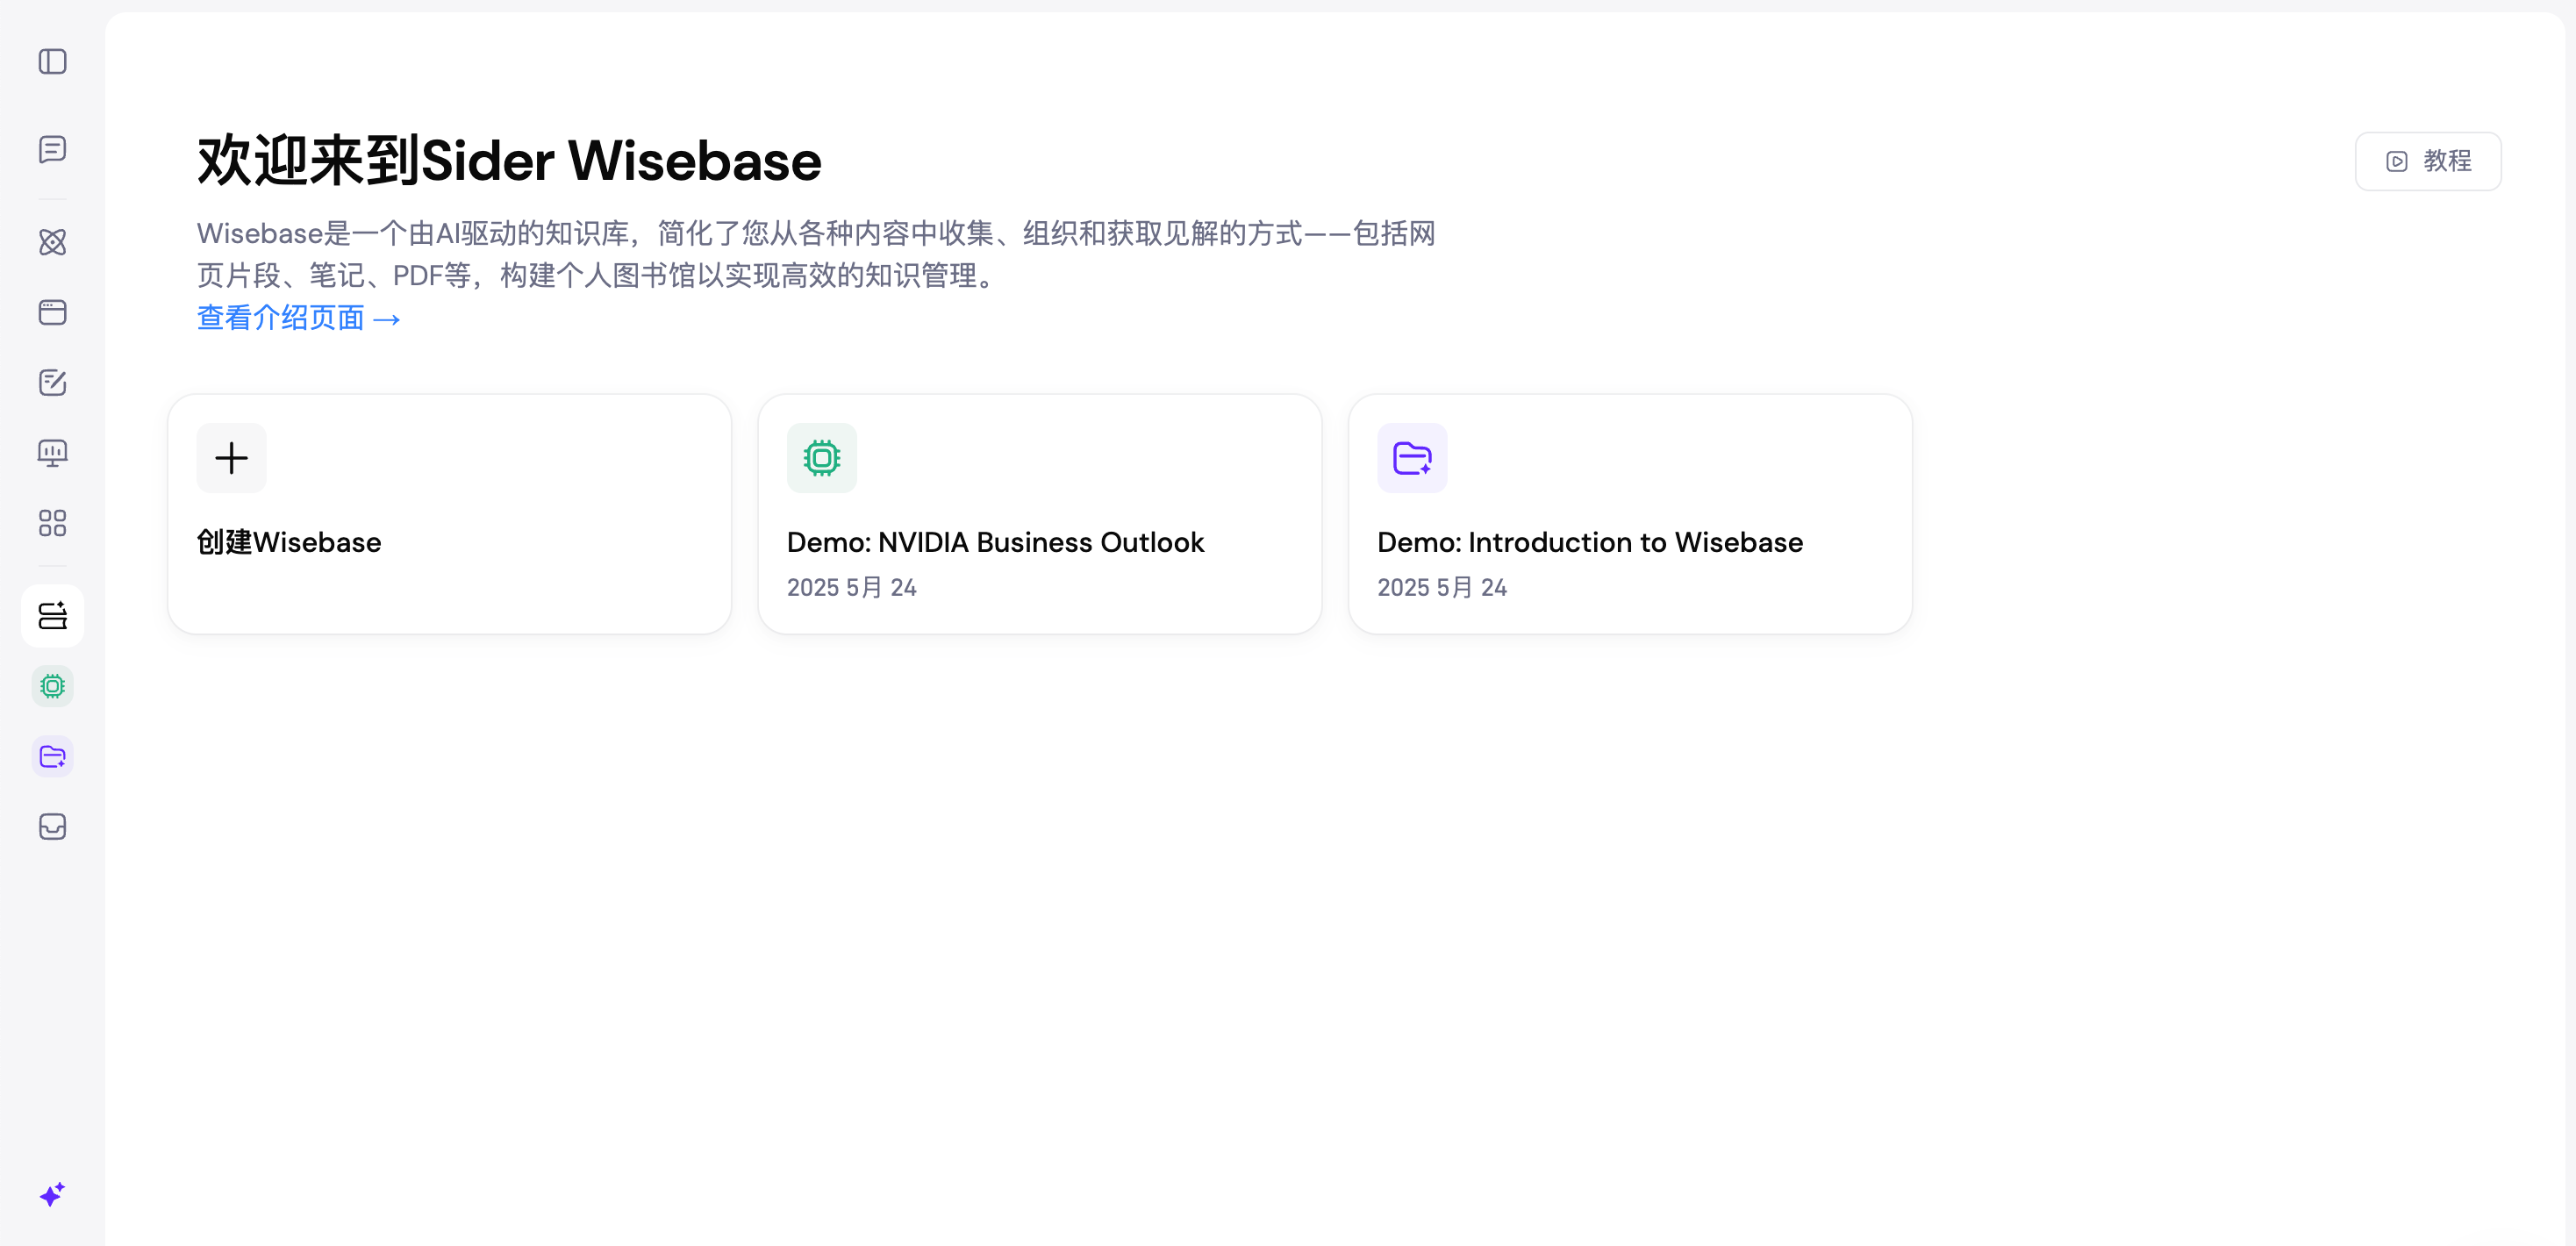 欢迎来到Sider Wisebase
教程
Wisebase是一个由AI驱动的知识库，简化了您从各种内容中收集、组织和获取见解的方式——包括网
页片段、笔记、PDF等，构建个人图书馆以实现高效的知识管理。
查看介绍页面 →
创建Wisebase
Demo: NVIDIA Business Outlook
2025 5月 24
Demo: Introduction to Wisebase
2025 5月 24